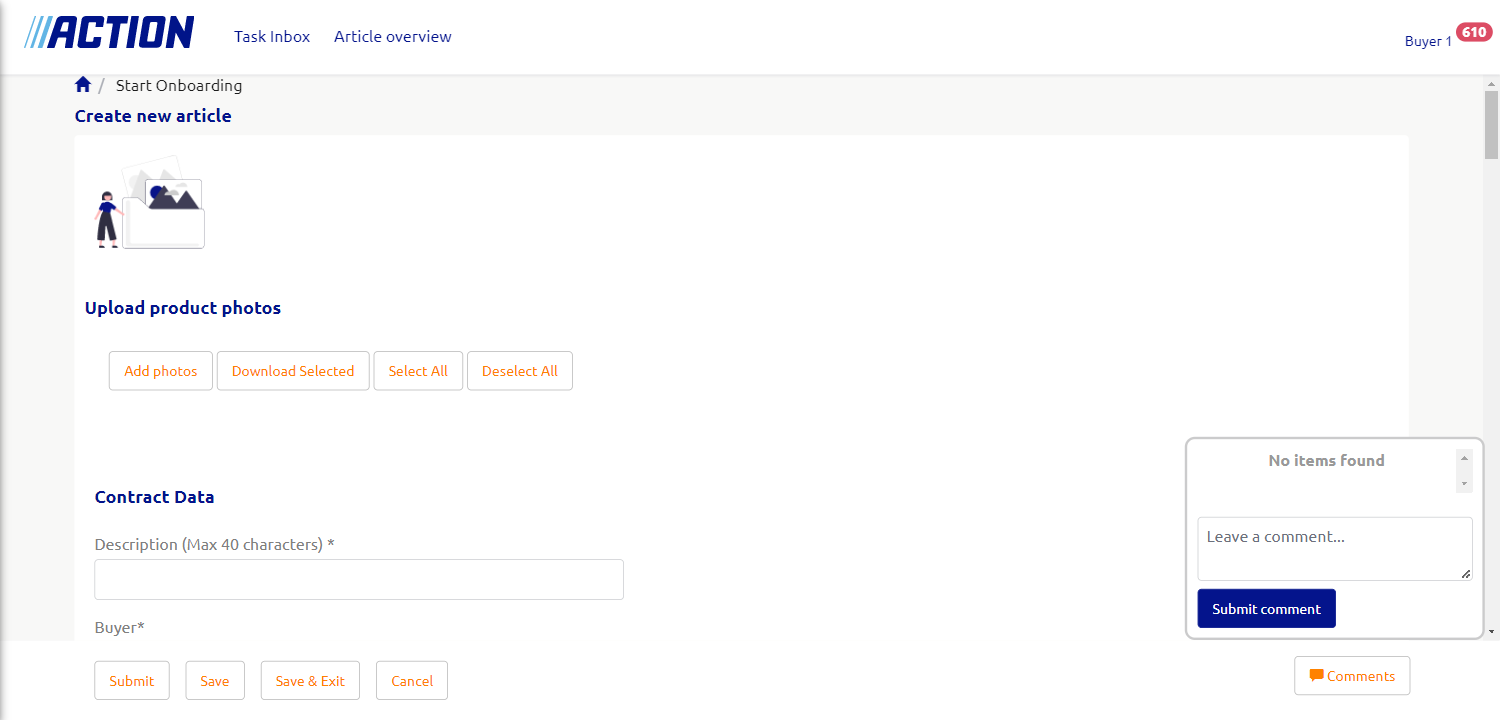 ACTION
Task Inbox Article overview
Buyer 1 610
/ Start Onboarding
Create new article
Upload product photos
Add photos Download Selected Select All Deselect All
No items found
Contract Data
Leave a comment...
Description (Max 40 characters) *
Submit comment
Buyer*
Submit Save Save & Exit Cancel
Comments